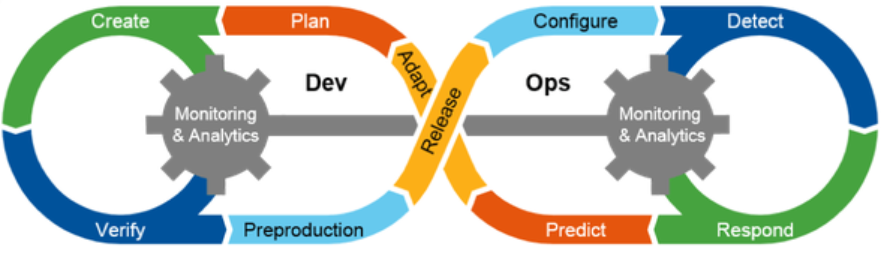 Create
Plan
Adapt
Configure
Detect
Dev
Ops
Monitoring
& Analytics
Release
Monitoring
& Analytics
Verify
Preproduction
Predict
Respond